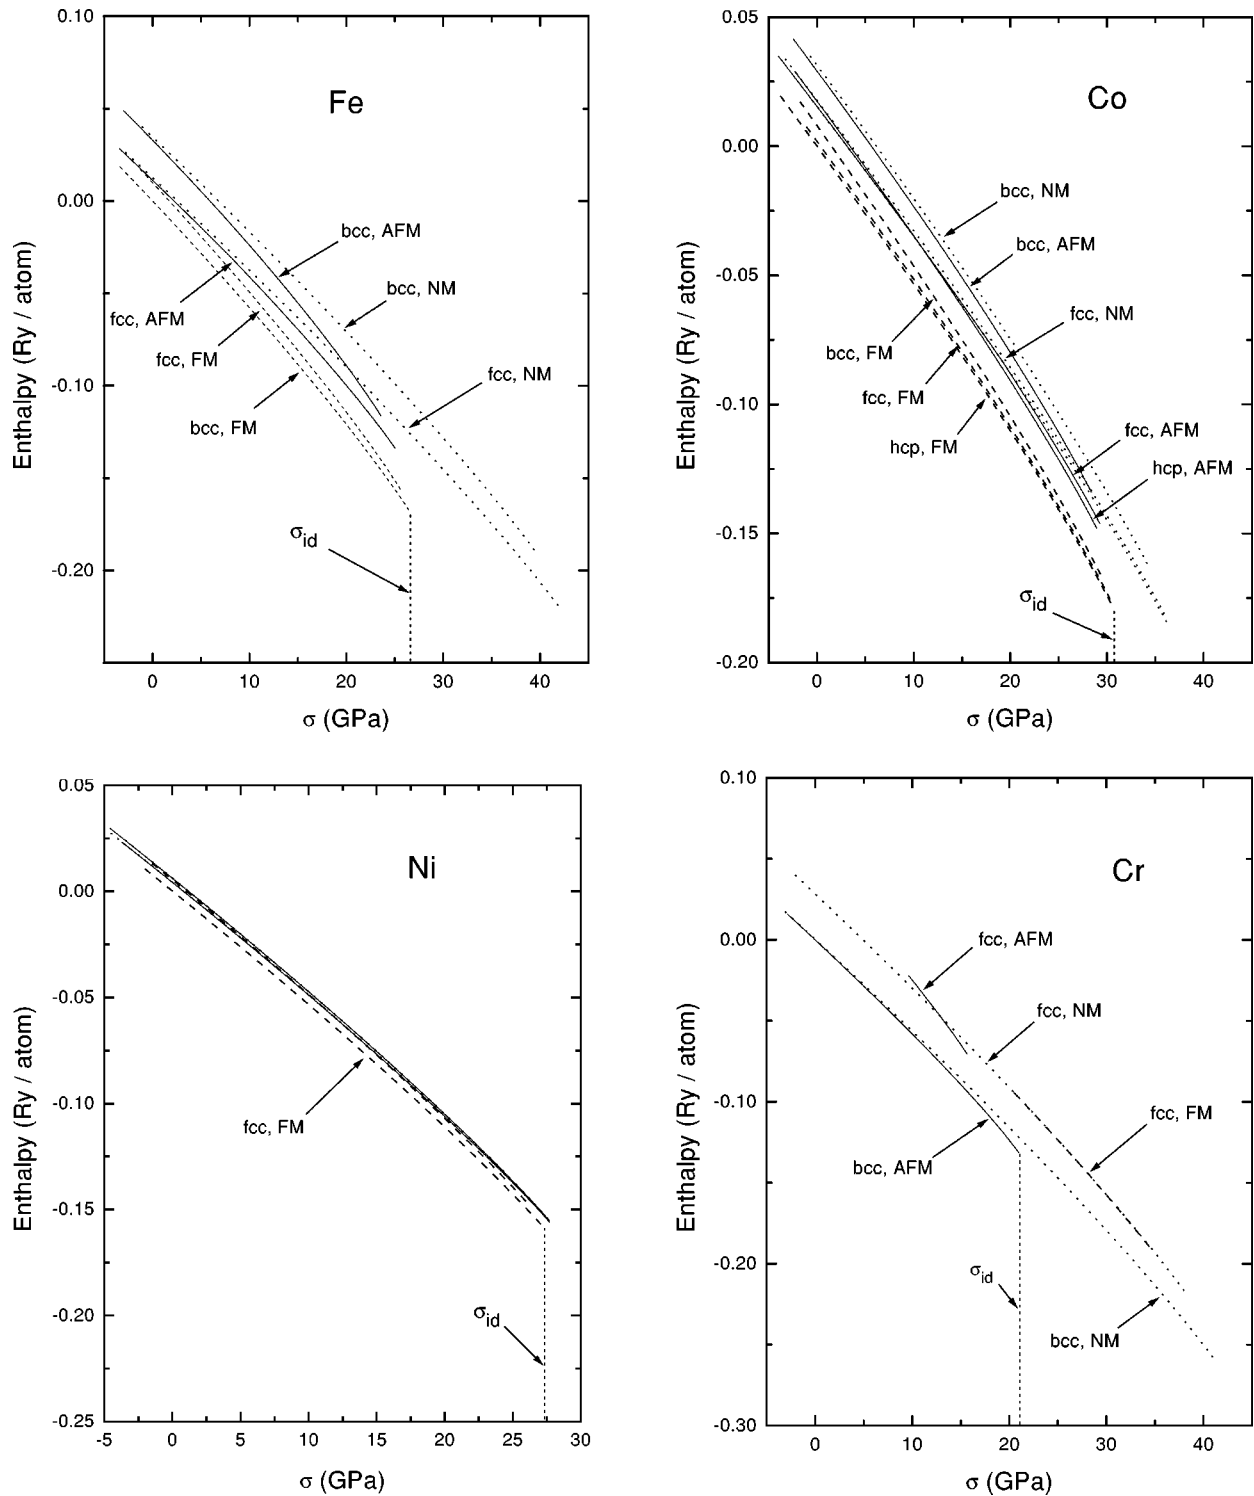 0.10
0.00
-0.10
-0.20
Enthalpy (Ry / atom)
Fe
bcc, AFM
bcc, NM
fcc, AFM
fcc, FM
fcc, NM
bcc, FM
σid
0
10
20
30
40
σ (GPa)
0.05
0.00
-0.05
-0.10
-0.15
-0.20
Enthalpy (Ry / atom)
Co
bcc, NM
bcc, AFM
fcc, NM
bcc, FM
fcc, FM
hcp, FM
fcc, AFM
hcp, AFM
σid
0
10
20
30
40
σ (GPa)
0.05
0.00
-0.05
-0.10
-0.15
-0.20
-0.25
Enthalpy (Ry / atom)
Ni
fcc, FM
σid
-5
0
5
10
15
20
25
30
σ (GPa)
0.10
0.00
-0.10
-0.20
-0.30
Enthalpy (Ry / atom)
Cr
fcc, AFM
fcc, NM
fcc, FM
bcc, AFM
σid
bcc, NM
0
10
20
30
40
σ (GPa)